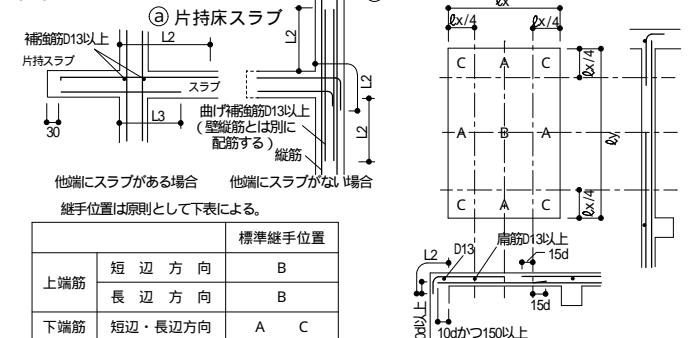 ⓐ 片持床スラブ
補強筋D13以上
L2
片持スラブ
スラブ
L3
30
L2
L2
L2
曲げ補強筋D13以上
（壁縦筋とは別に
配筋する）
縦筋
他端にスラブがある場合
他端にスラブがない場合
継手位置は原則として下表による。
標準継手位置
上端筋
短 辺 方 向
B
長 辺 方 向
B
下端筋
短辺・長辺方向
A C
ℓx
ℓx/4
ℓx/4
C A C
ℓx/4
A B A
ℓy
C A C
ℓx/4
L2
D13
肩筋D13以上
15d
15d
10dかつ150以上